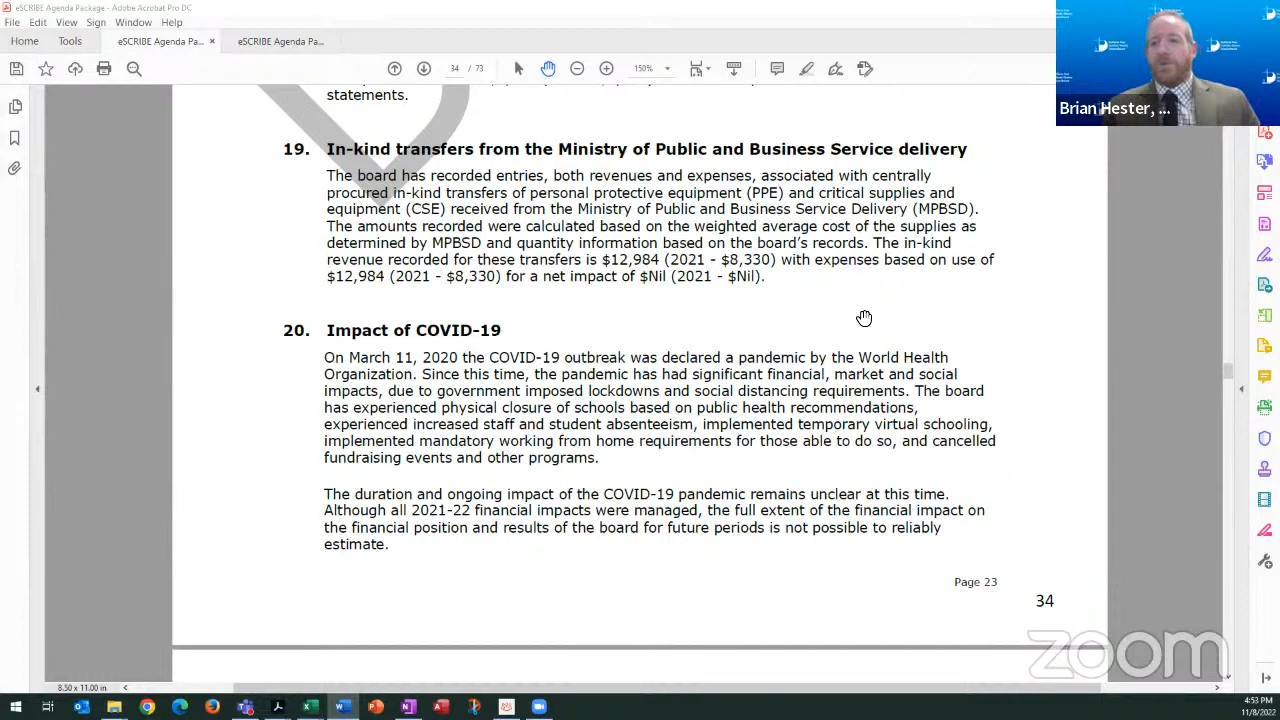 eSCRIBE Agenda Package - Adobe Acrobat Pro DC
File Edit View Sign Window Help
Home Tools eSCRIBE Agenda Pa... × eSCRIBE Agenda Pa...
34 / 73 150%
Brian Hester, ...
statements.
19. In-kind transfers from the Ministry of Public and Business Service delivery
The board has recorded entries, both revenues and expenses, associated with centrally
procured in-kind transfers of personal protective equipment (PPE) and critical supplies and
equipment (CSE) received from the Ministry of Public and Business Service Delivery (MPBSD).
The amounts recorded were calculated based on the weighted average cost of the supplies as
determined by MPBSD and quantity information based on the board's records. The in-kind
revenue recorded for these transfers is $12,984 (2021 - $8,330) with expenses based on use of
$12,984 (2021 - $8,330) for a net impact of $Nil (2021 - $Nil).
20. Impact of COVID-19
On March 11, 2020 the COVID-19 outbreak was declared a pandemic by the World Health
Organization. Since this time, the pandemic has had significant financial, market and social
impacts, due to government imposed lockdowns and social distancing requirements. The board
has experienced physical closure of schools based on public health recommendations,
experienced increased staff and student absenteeism, implemented temporary virtual schooling,
implemented mandatory working from home requirements for those able to do so, and cancelled
fundraising events and other programs.
The duration and ongoing impact of the COVID-19 pandemic remains unclear at this time.
Although all 2021-22 financial impacts were managed, the full extent of the financial impact on
the financial position and results of the board for future periods is not possible to reliably
estimate.
Page 23
34
zoom
8.50 x 11.00 in
4:53 PM
11/8/2022